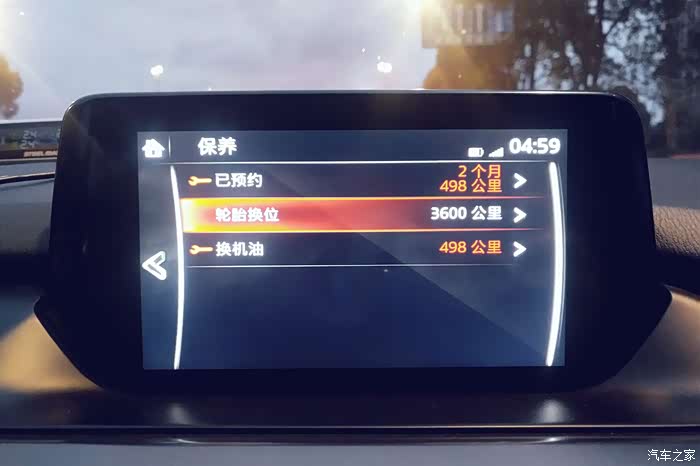 保养
04:59
已预约
2 个月
498 公里
轮胎换位
3600 公里
换机油
498 公里
汽车之家